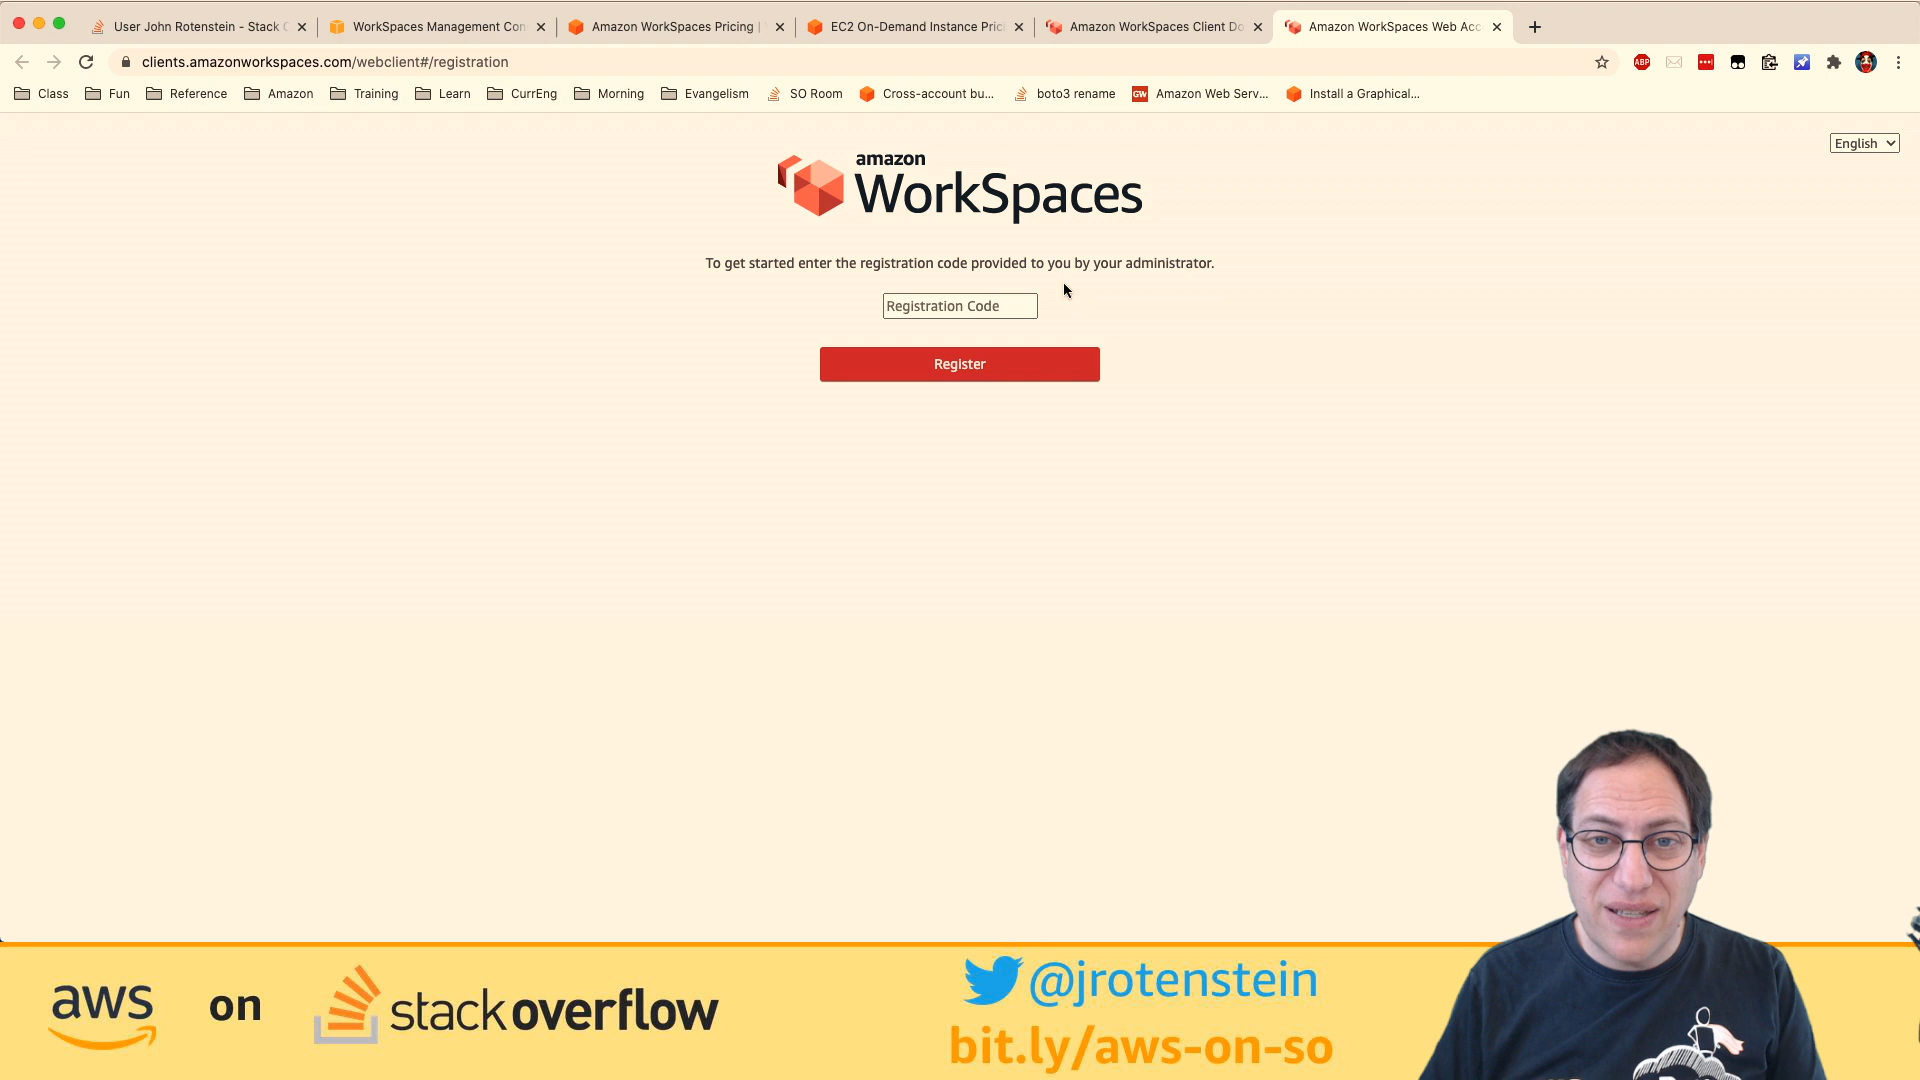 User John Rotenstein - Stack
WorkSpaces Management Con
Amazon WorkSpaces Pricing |
EC2 On-Demand Instance Prici
Amazon WorkSpaces Client Do
Amazon WorkSpaces Web Acc
clients.amazonworkspaces.com/webclient#/registration
ABP
Class
Fun
Reference
Amazon
Training
Learn
CurrEng
Morning
Evangelism
SO Room
Cross-account bu...
boto3 rename
GW
Amazon Web Serv...
Install a Graphical...
English
amazon
WorkSpaces
To get started enter the registration code provided to you by your administrator.
Registration Code
Register
aws on stackoverflow
@jrotenstein
bit.ly/aws-on-so